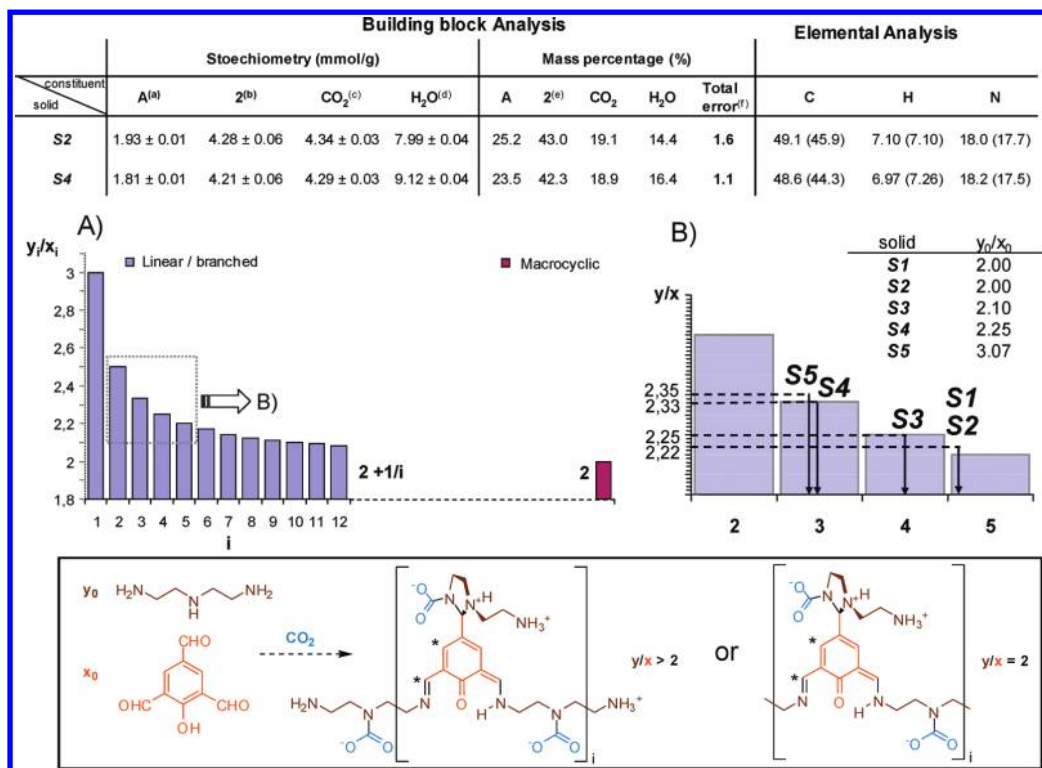 Building block Analysis Elemental Analysis
Stoechiometry (mmol/g) Mass percentage (%)
constituent
solid A(a) 2(b) CO2(c) H2O(d) A 2(e) CO2 H2O Total error(f) C H N
S2 1.93 ± 0.01 4.28 ± 0.06 4.34 ± 0.03 7.99 ± 0.04 25.2 43.0 19.1 14.4 1.6 49.1 (45.9) 7.10 (7.10) 18.0 (17.7)
S4 1.81 ± 0.01 4.21 ± 0.06 4.29 ± 0.03 9.12 ± 0.04 23.5 42.3 18.9 16.4 1.1 48.6 (44.3) 6.97 (7.26) 18.2 (17.5)
A)
yi/xi
Linear / branched
Macrocyclic
3
2,8
2,6
2,4
2,2
2
1,8
B)
2 +1/i
2
1 2 3 4 5 6 7 8 9 10 11 12
i
B)
solid y0/x0
S1 2.00
S2 2.00
S3 2.10
S4 2.25
S5 3.07
y/x
2,35
2,33
2,25
2,22
S5
S4
S3
S1
S2
2 3 4 5
y0
H2N
N
H
NH2
x0
CHO
OHC
CHO
OH
CO2
-O
O
N
N+
H
NH3+
*
*
H2N
N
N
O
H
N
N
NH3+
-O
O
-O
O
i
y/x > 2
or
-O
O
N
N+
H
NH3+
*
*
N
O
H
N
N
-O
O
i
y/x = 2